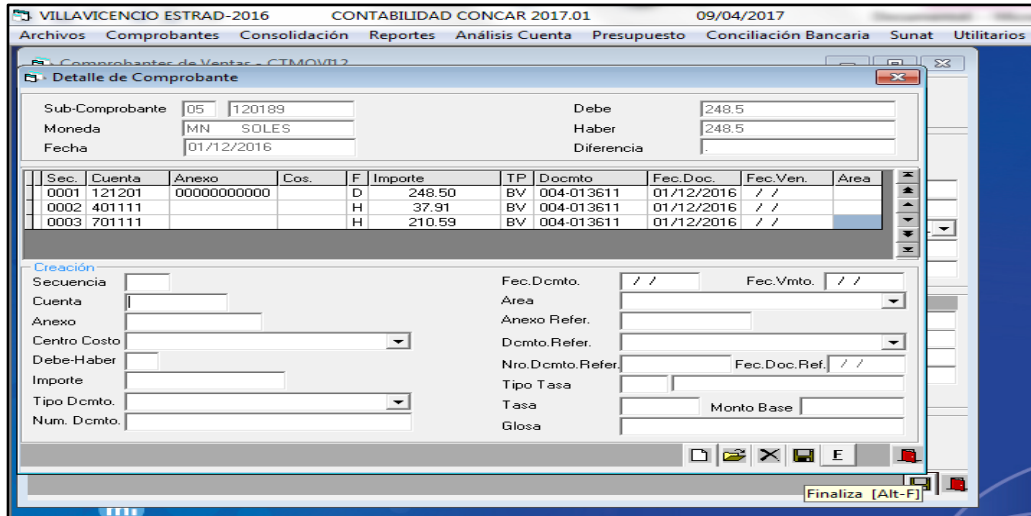 VILLAVICENCIO ESTRAD-2016 CONTABILIDAD CONCAR 2017.01 09/04/2017
Archivos Comprobantes Consolidación Reportes Análisis Cuenta Presupuesto Conciliación Bancaria Sunat Utilitarios
Comprobantes de Ventas - CTMOVI12
Detalle de Comprobante
Sub-Comprobante 05 120189 Debe 248.5
Moneda MN SOLES Haber 248.5
Fecha 01/12/2016 Diferencia .
Sec. Cuenta Anexo Cos. F Importe TP Docmto Fec.Doc. Fec.Ven. Area
0001 121201 00000000000 D 248.50 BV 004-013611 01/12/2016 / /
0002 401111 H 37.91 BV 004-013611 01/12/2016 / /
0003 701111 H 210.59 BV 004-013611 01/12/2016 / /
Creación
Secuencia Fec.Dcmto. / / Fec.Vmto. / /
Cuenta Area
Anexo Anexo Refer.
Centro Costo Dcmto.Refer.
Debe-Haber Nro.Dcmto.Refer. Fec.Doc.Ref. / /
Importe Tipo Tasa
Tipo Dcmto. Tasa Monto Base
Num. Dcmto. Glosa
E
Finaliza [Alt-F]